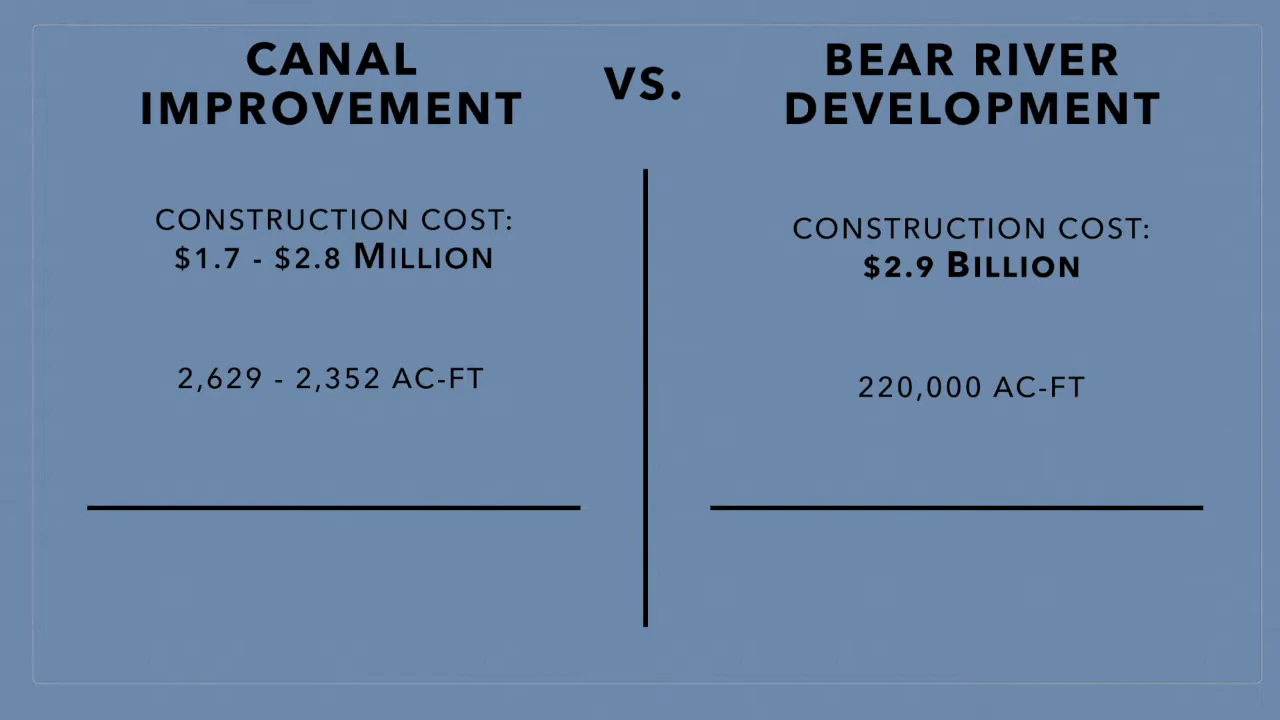 CANAL
IMPROVEMENT
VS.
BEAR RIVER
DEVELOPMENT
CONSTRUCTION COST:
$1.7 - $2.8 MILLION
2,629 - 2,352 AC-FT
CONSTRUCTION COST:
$2.9 BILLION
220,000 AC-FT